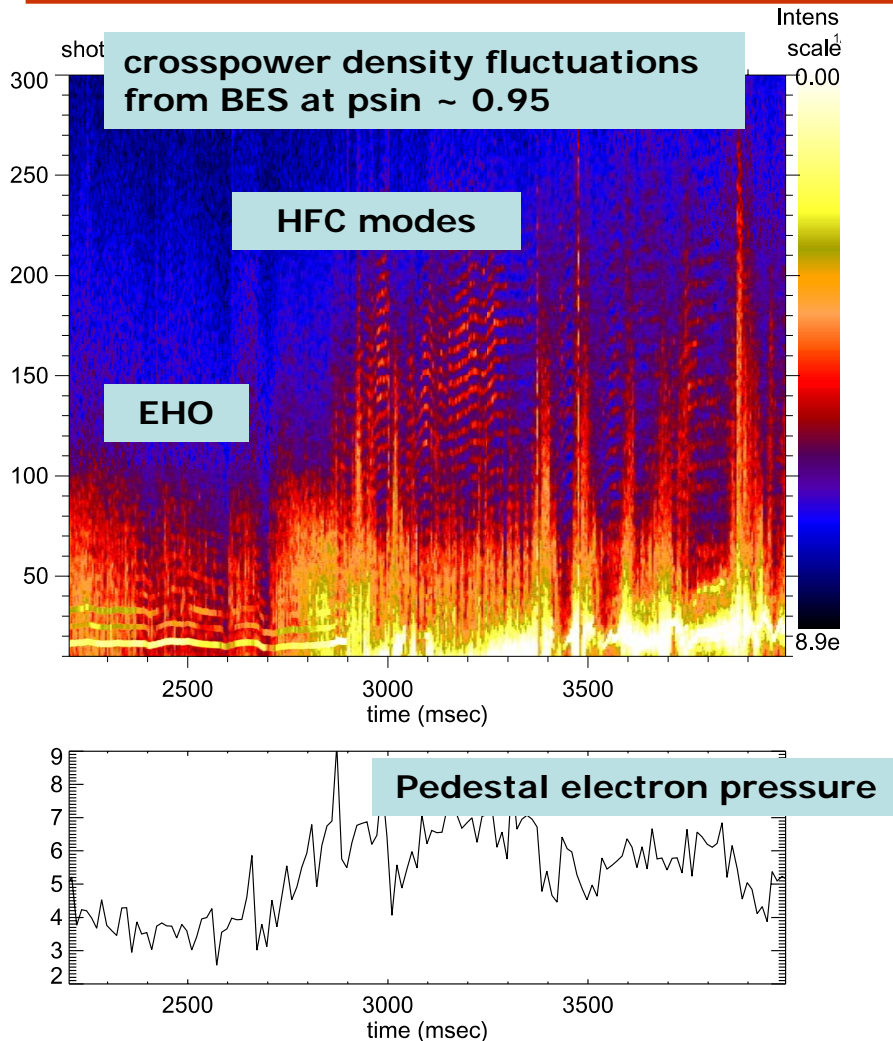 Intens
shot
scale
crosspower density fluctuations
from BES at psin ~ 0.95
HFC modes
EHO
300
250
200
150
100
50
0.00
8.9e
2500
3000
3500
time (msec)
Pedestal electron pressure
9
8
7
6
5
4
3
2
2500
3000
3500
time (msec)